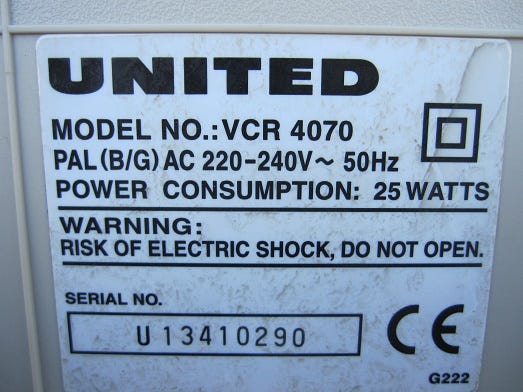 UNITED
MODEL NO.:VCR 4070
PAL(B/G) AC 220-240V~ 50Hz
POWER CONSUMPTION: 25 WATTS
WARNING:
RISK OF ELECTRIC SHOCK, DO NOT OPEN.
SERIAL NO.
U 13410290
CE
G222